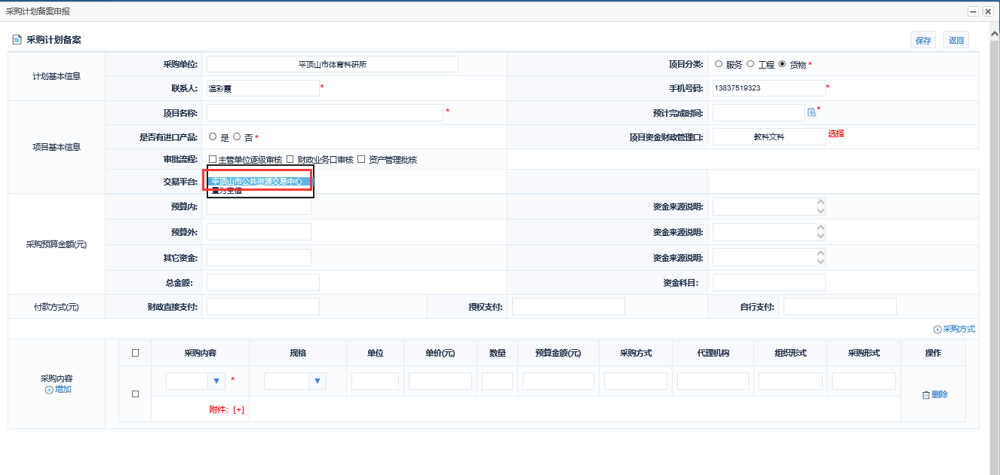 采购计划备案申报
采购计划备案
保存 返回
计划基本信息 采购单位: 平顶山市体育科研所 项目分类: 服务 工程 货物 *
联系人: 温彩霞 * 手机号码: 13837519323 *
项目基本信息 项目名称: * 预计完成时间: *
是否有进口产品: 是 否 * 项目资金财政管理口: 教科文科 选择
审批流程: 主管单位逐级审核 财政业务口审核 资产管理批核
交易平台: 平顶山市公共资源交易中心
置为空值
采购预算金额(元) 预算内: 资金来源说明:
预算外: 资金来源说明:
其它资金: 资金来源说明:
总金额: 资金科目:
付款方式(元) 财政直接支付: 授权支付: 自行支付:
采购方式
采购内容 增加
采购内容 规格 单位 单价(元) 数量 预算金额(元) 采购方式 代理机构 组织形式 采购形式 操作
*
删除
附件: [+]